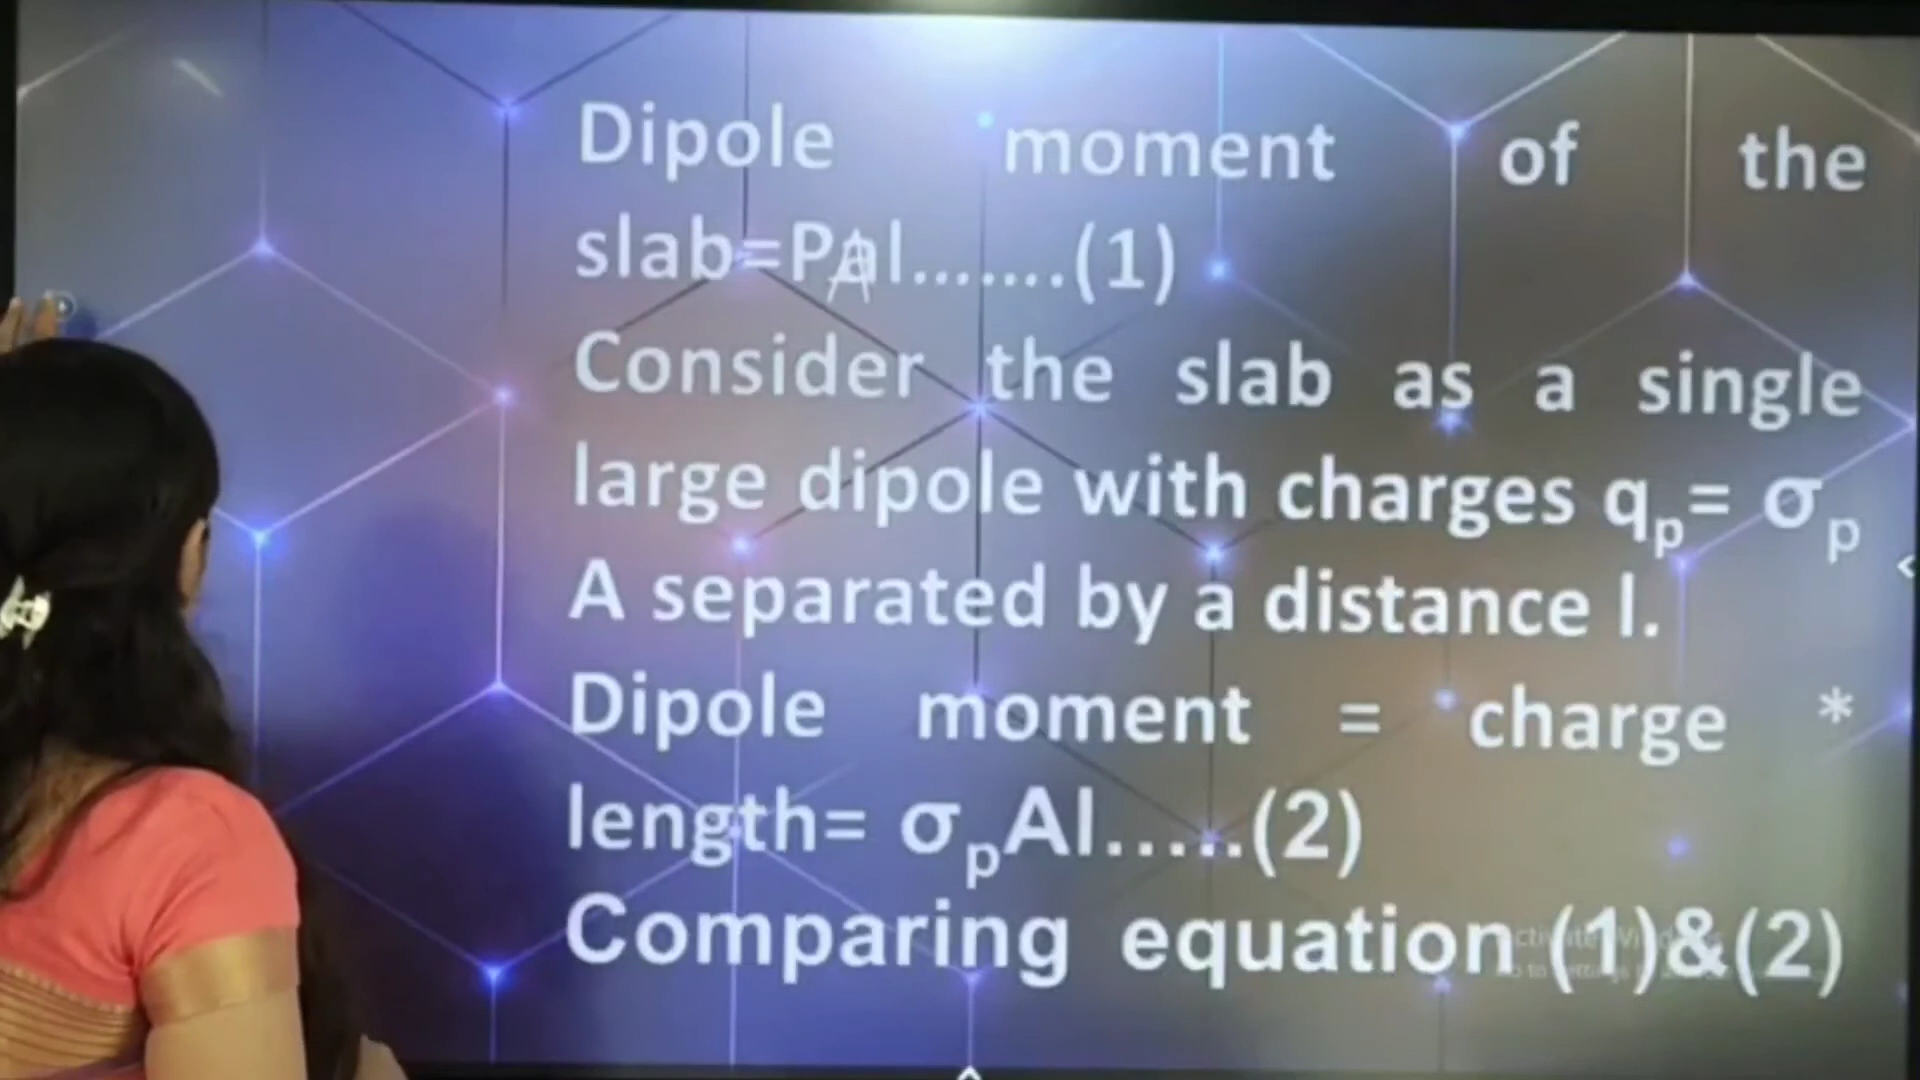 Dipole moment of the
slab=PAl.......(1)
Consider the slab as a single
large dipole with charges qp= σp
A separated by a distance l.
Dipole moment = charge *
length= σpAl.....(2)
Comparing equation (1)&(2)